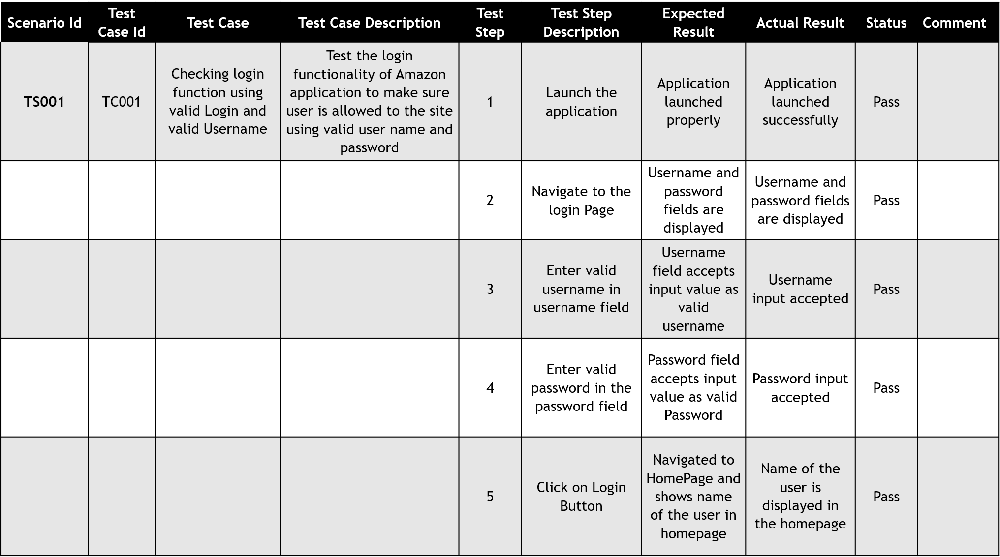 Scenario Id
Test
Case Id
Test Case
Test Case Description
Test
Step
Test Step
Description
Expected
Result
Actual Result
Status
Comment
TS001
TC001
Checking login
function using
valid Login and
valid Username
Test the login
functionality of Amazon
application to make sure
user is allowed to the site
using valid user name and
password
1
Launch the
application
Application
launched
properly
Application
launched
successfully
Pass
2
Navigate to the
login Page
Username and
password
fields are
displayed
Username and
password fields
are displayed
Pass
3
Enter valid
username in
username field
Username
field accepts
input value as
valid
username
Username
input accepted
Pass
4
Enter valid
password in the
password field
Password field
accepts input
value as valid
Password
Password input
accepted
Pass
5
Click on Login
Button
Navigated to
HomePage and
shows name
of the user in
homepage
Name of the
user is
displayed in
the homepage
Pass